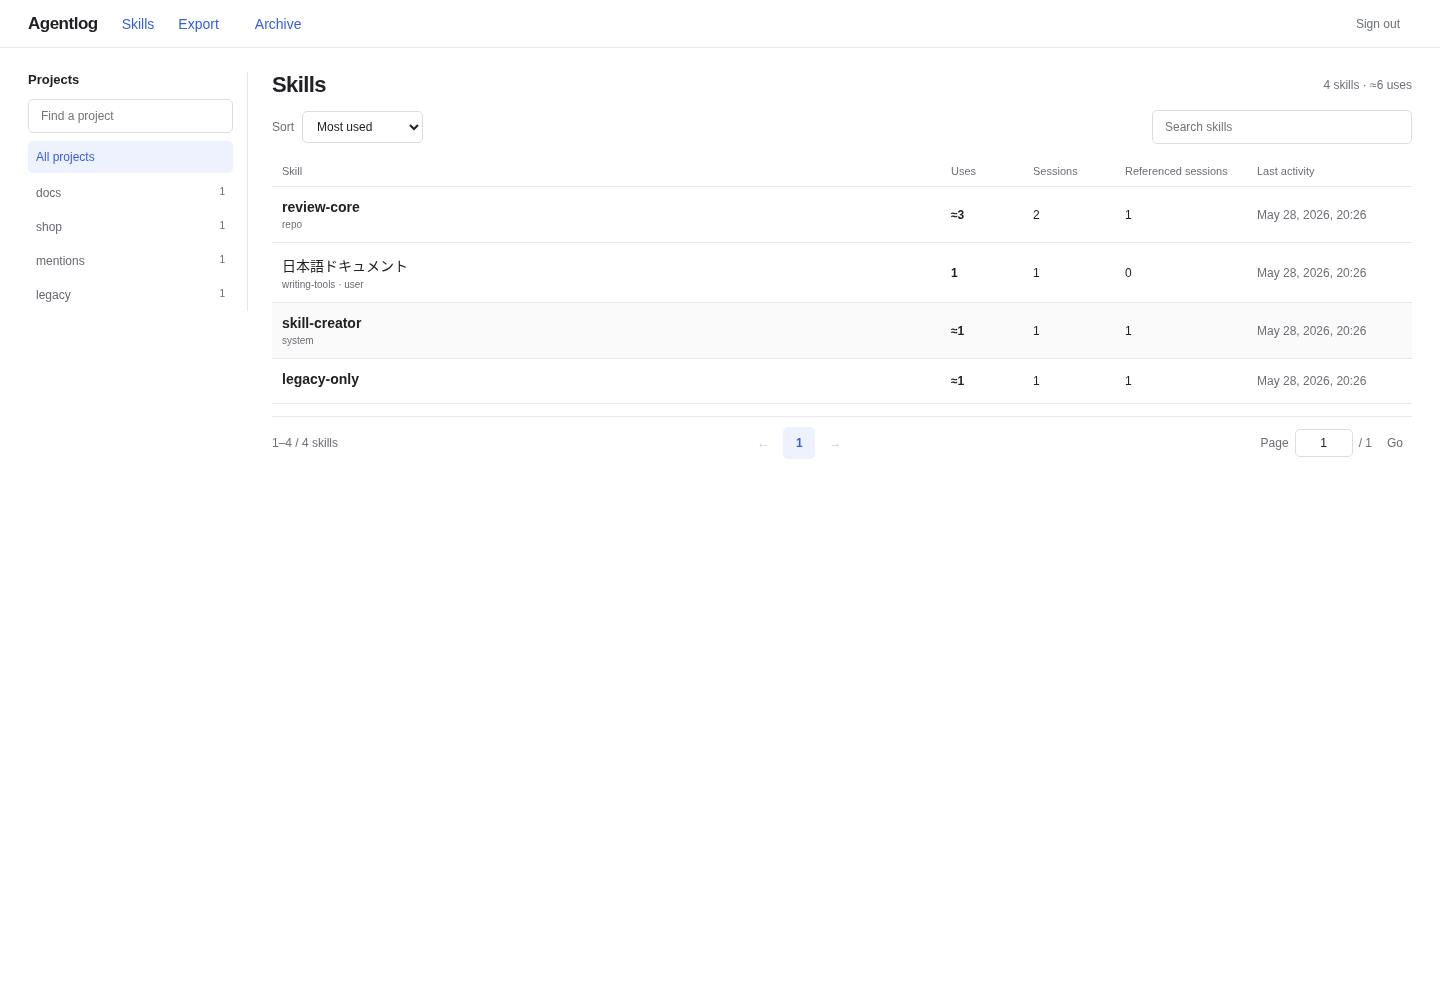 Agentlog Skills Export Archive Sign out
Projects
Find a project
All projects
docs 1
shop 1
mentions 1
legacy 1
Skills 4 skills · ≈6 uses
Sort Most used Search skills
Skill Uses Sessions Referenced sessions Last activity
review-core
repo
≈3 2 1 May 28, 2026, 20:26
日本語ドキュメント
writing-tools · user
1 1 0 May 28, 2026, 20:26
skill-creator
system
≈1 1 1 May 28, 2026, 20:26
legacy-only
≈1 1 1 May 28, 2026, 20:26
1–4 / 4 skills ← 1 → Page 1 / 1 Go